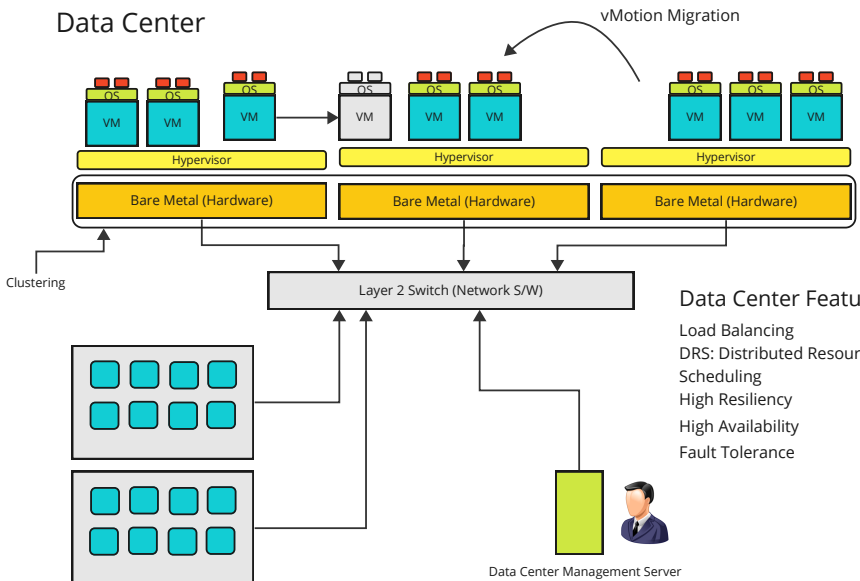 Data Center
vMotion Migration
OS
OS
OS
OS
OS
OS
OS
OS
OS
VM
VM
VM
VM
VM
VM
VM
VM
VM
Hypervisor
Hypervisor
Hypervisor
Bare Metal (Hardware)
Bare Metal (Hardware)
Bare Metal (Hardware)
Clustering
Layer 2 Switch (Network S/W)
Data Center Featu
Load Balancing
DRS: Distributed Resour
Scheduling
High Resiliency
High Availability
Fault Tolerance
Data Center Management Server